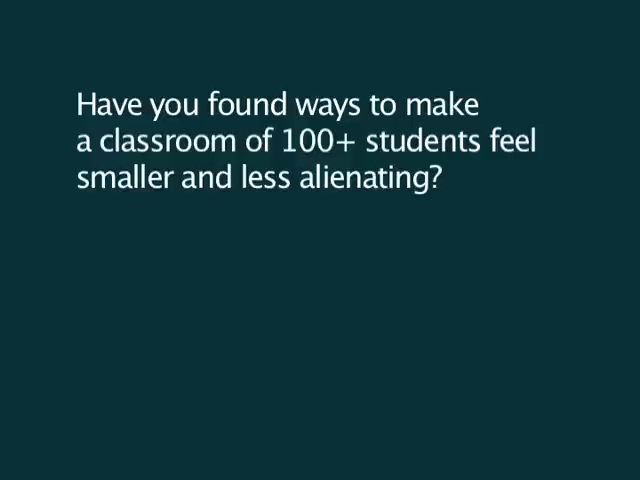 Have you found ways to make
a classroom of 100+ students feel
smaller and less alienating?